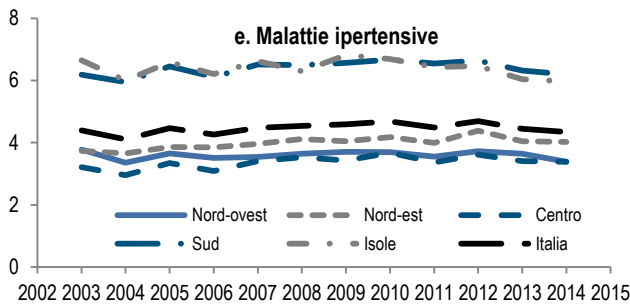 e. Malattie ipertensive
8
6
4
2
0
Nord-ovest Nord-est Centro
Sud Isole Italia
2002 2003 2004 2005 2006 2007 2008 2009 2010 2011 2012 2013 2014 2015